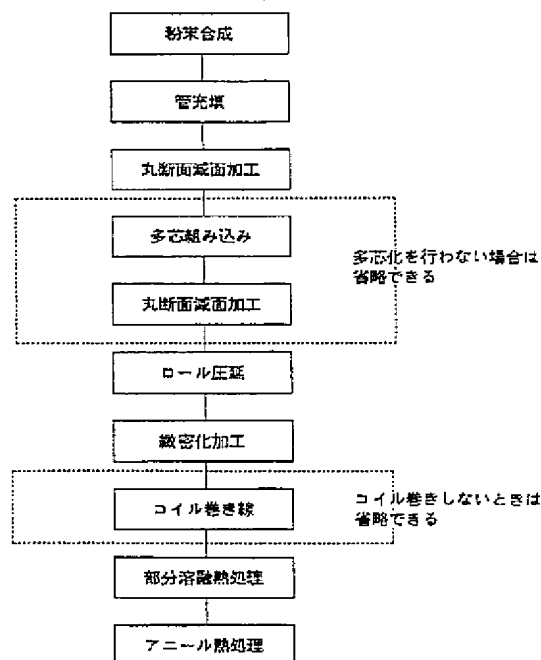 粉末合成
管充填
丸断面減面加工
多芯組み込み
多芯化を行わない場合は
省略できる
丸断面減面加工
ロール圧延
緻密化加工
コイル巻き線
コイル巻きしないときは
省略できる
部分溶融熱処理
アニール熱処理